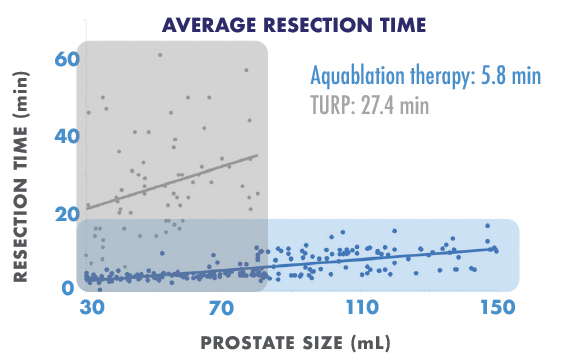 AVERAGE RESECTION TIME
Aquablation therapy: 5.8 min
TURP: 27.4 min
RESECTION TIME (min)
60
40
20
0
30 70 110 150
PROSTATE SIZE (mL)